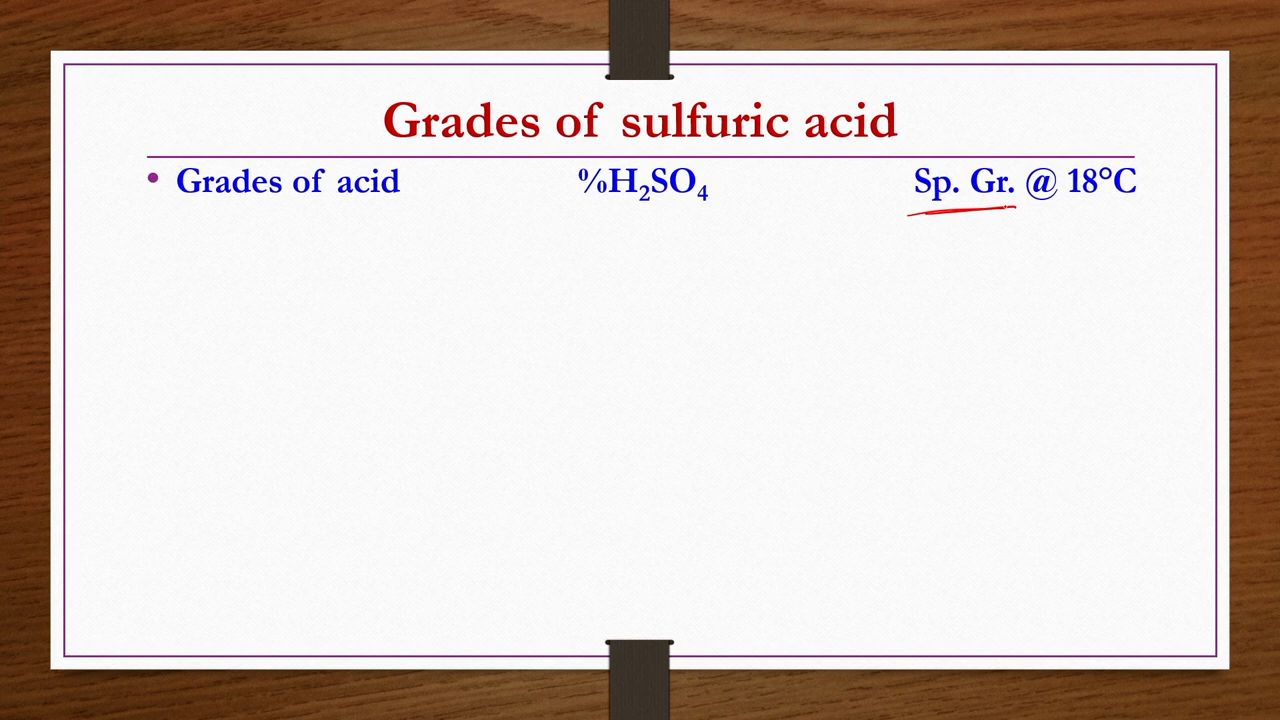 Grades of sulfuric acid
• Grades of acid %H₂SO₄ Sp. Gr. @ 18°C